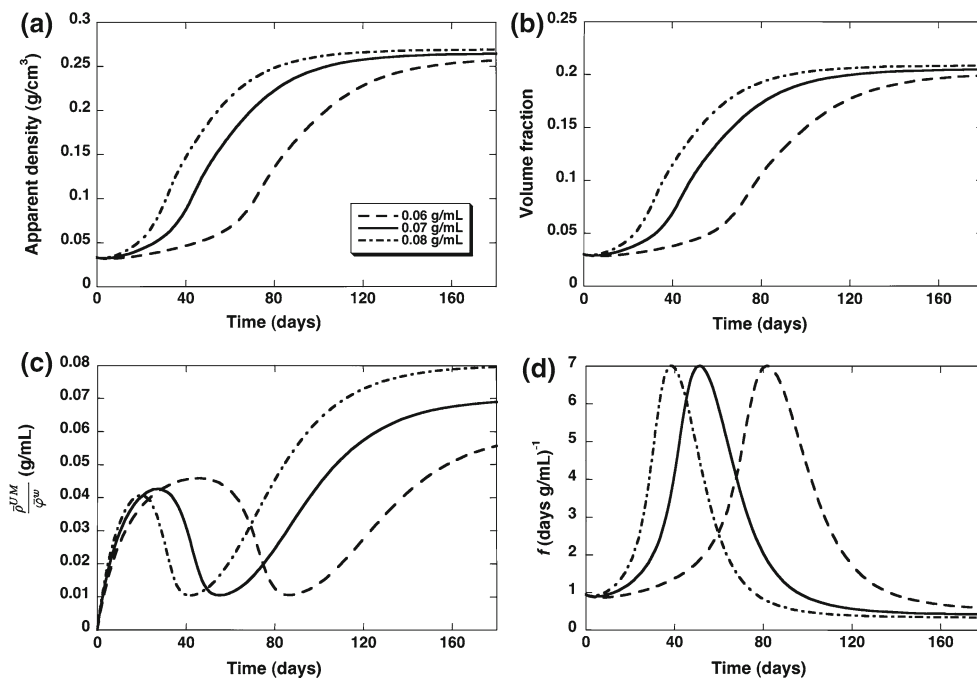 (a)
0.3
0.25
0.2
0.15
0.1
0.05
0
Apparent density (g/cm³)
0.06 g/mL
0.07 g/mL
0.08 g/mL
0 40 80 120 160
Time (days)
(b)
0.25
0.2
0.15
0.1
0.05
0
Volume fraction
0 40 80 120 160
Time (days)
(c)
0.08
0.07
0.06
0.05
0.04
0.03
0.02
0.01
0.00
ρ̄ᵁᴹ
φ̄ʷ (g/mL)
0 40 80 120 160
Time (days)
(d)
7
6
5
4
3
2
1
0
f (days g/mL)⁻¹
0 40 80 120 160
Time (days)